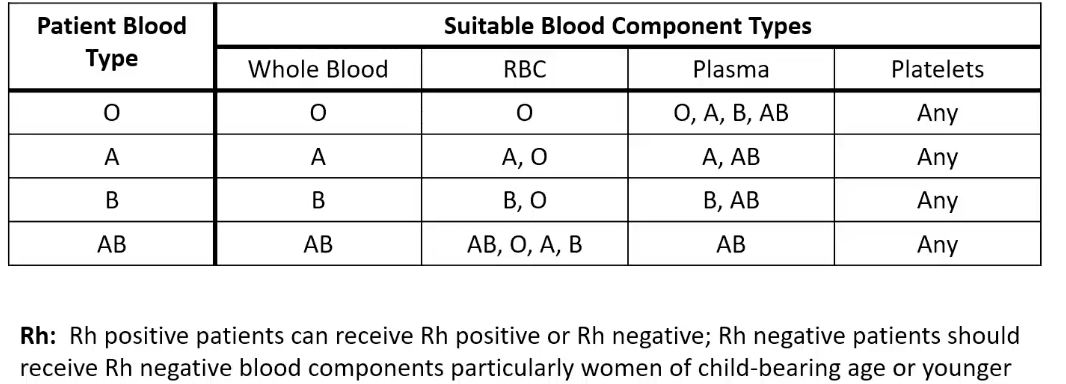 Patient Blood Type
Suitable Blood Component Types
Whole Blood RBC Plasma Platelets
O O O O, A, B, AB Any
A A A, O A, AB Any
B B B, O B, AB Any
AB AB AB, O, A, B AB Any
Rh: Rh positive patients can receive Rh positive or Rh negative; Rh negative patients should
receive Rh negative blood components particularly women of child-bearing age or younger